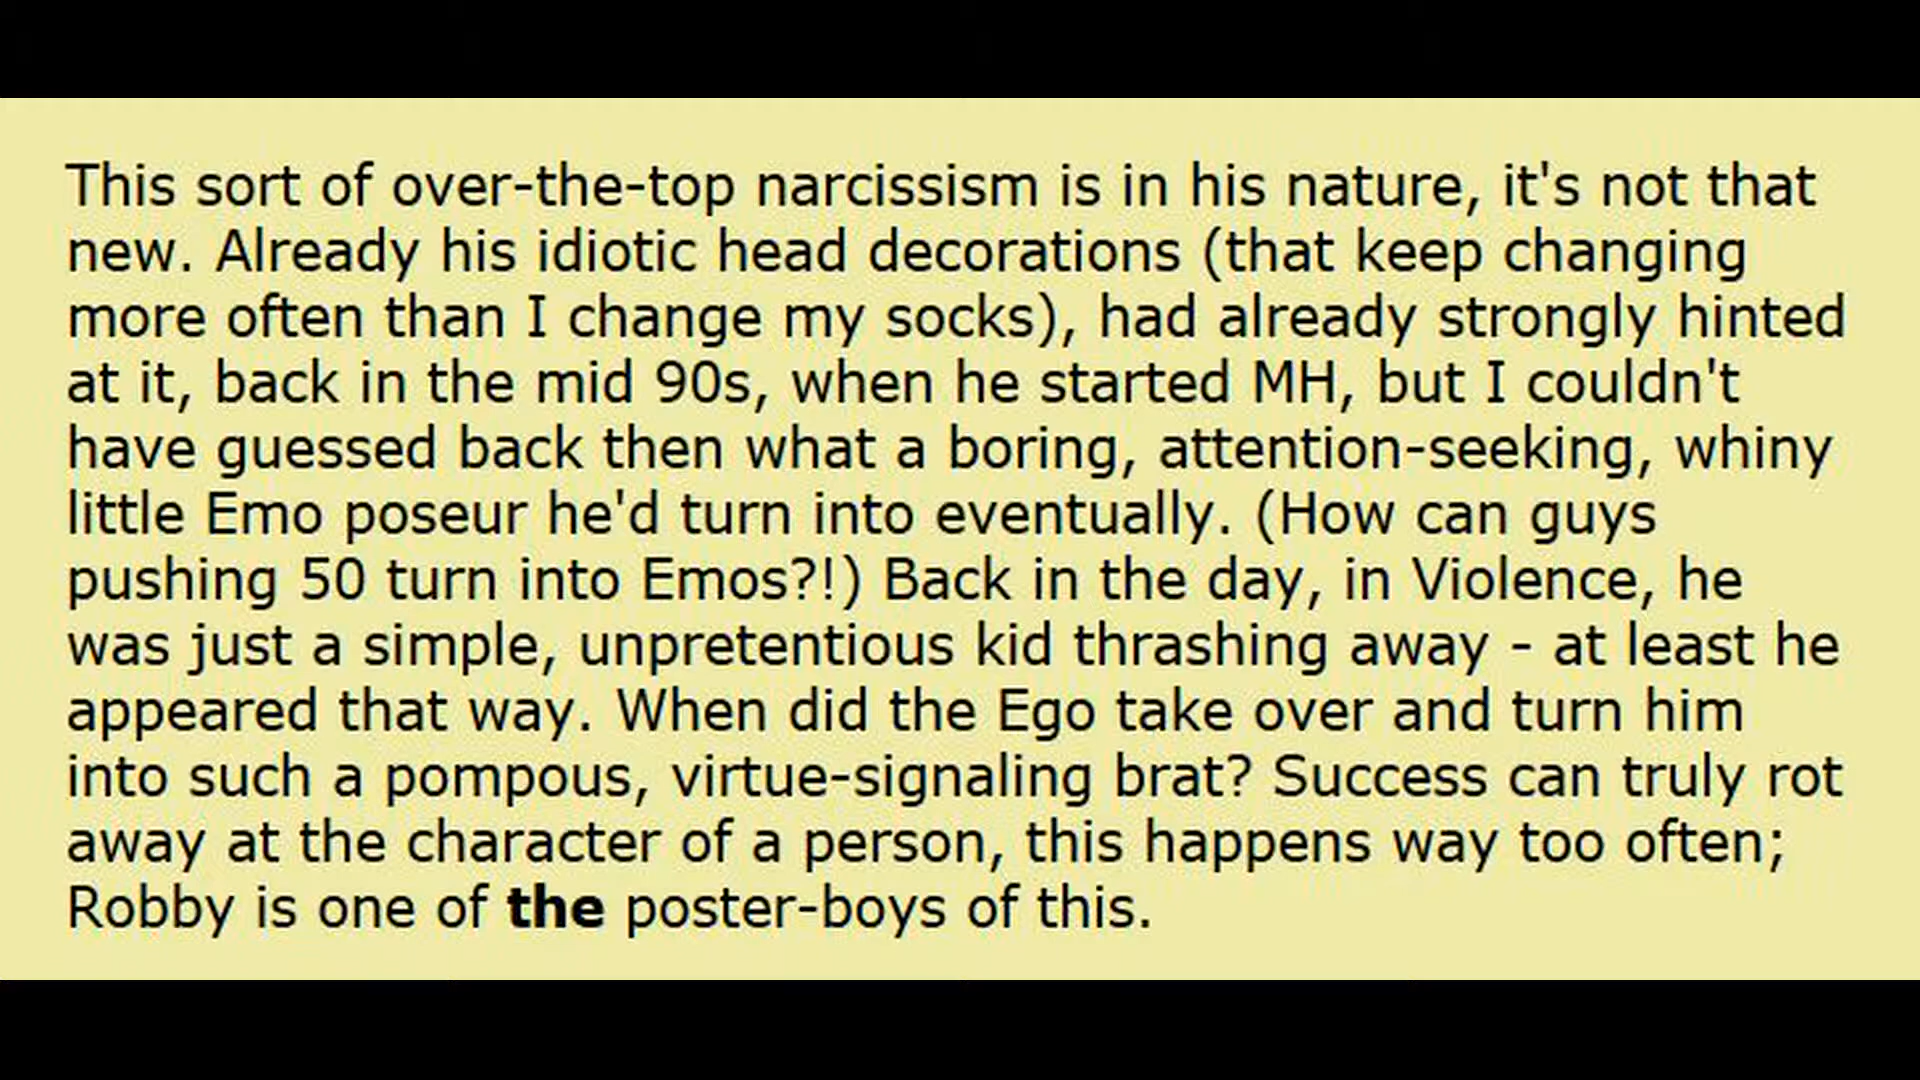 This sort of over-the-top narcissism is in his nature, it's not that
new. Already his idiotic head decorations (that keep changing
more often than I change my socks), had already strongly hinted
at it, back in the mid 90s, when he started MH, but I couldn't
have guessed back then what a boring, attention-seeking, whiny
little Emo poseur he'd turn into eventually. (How can guys
pushing 50 turn into Emos?!) Back in the day, in Violence, he
was just a simple, unpretentious kid thrashing away - at least he
appeared that way. When did the Ego take over and turn him
into such a pompous, virtue-signaling brat? Success can truly rot
away at the character of a person, this happens way too often;
Robby is one of the poster-boys of this.